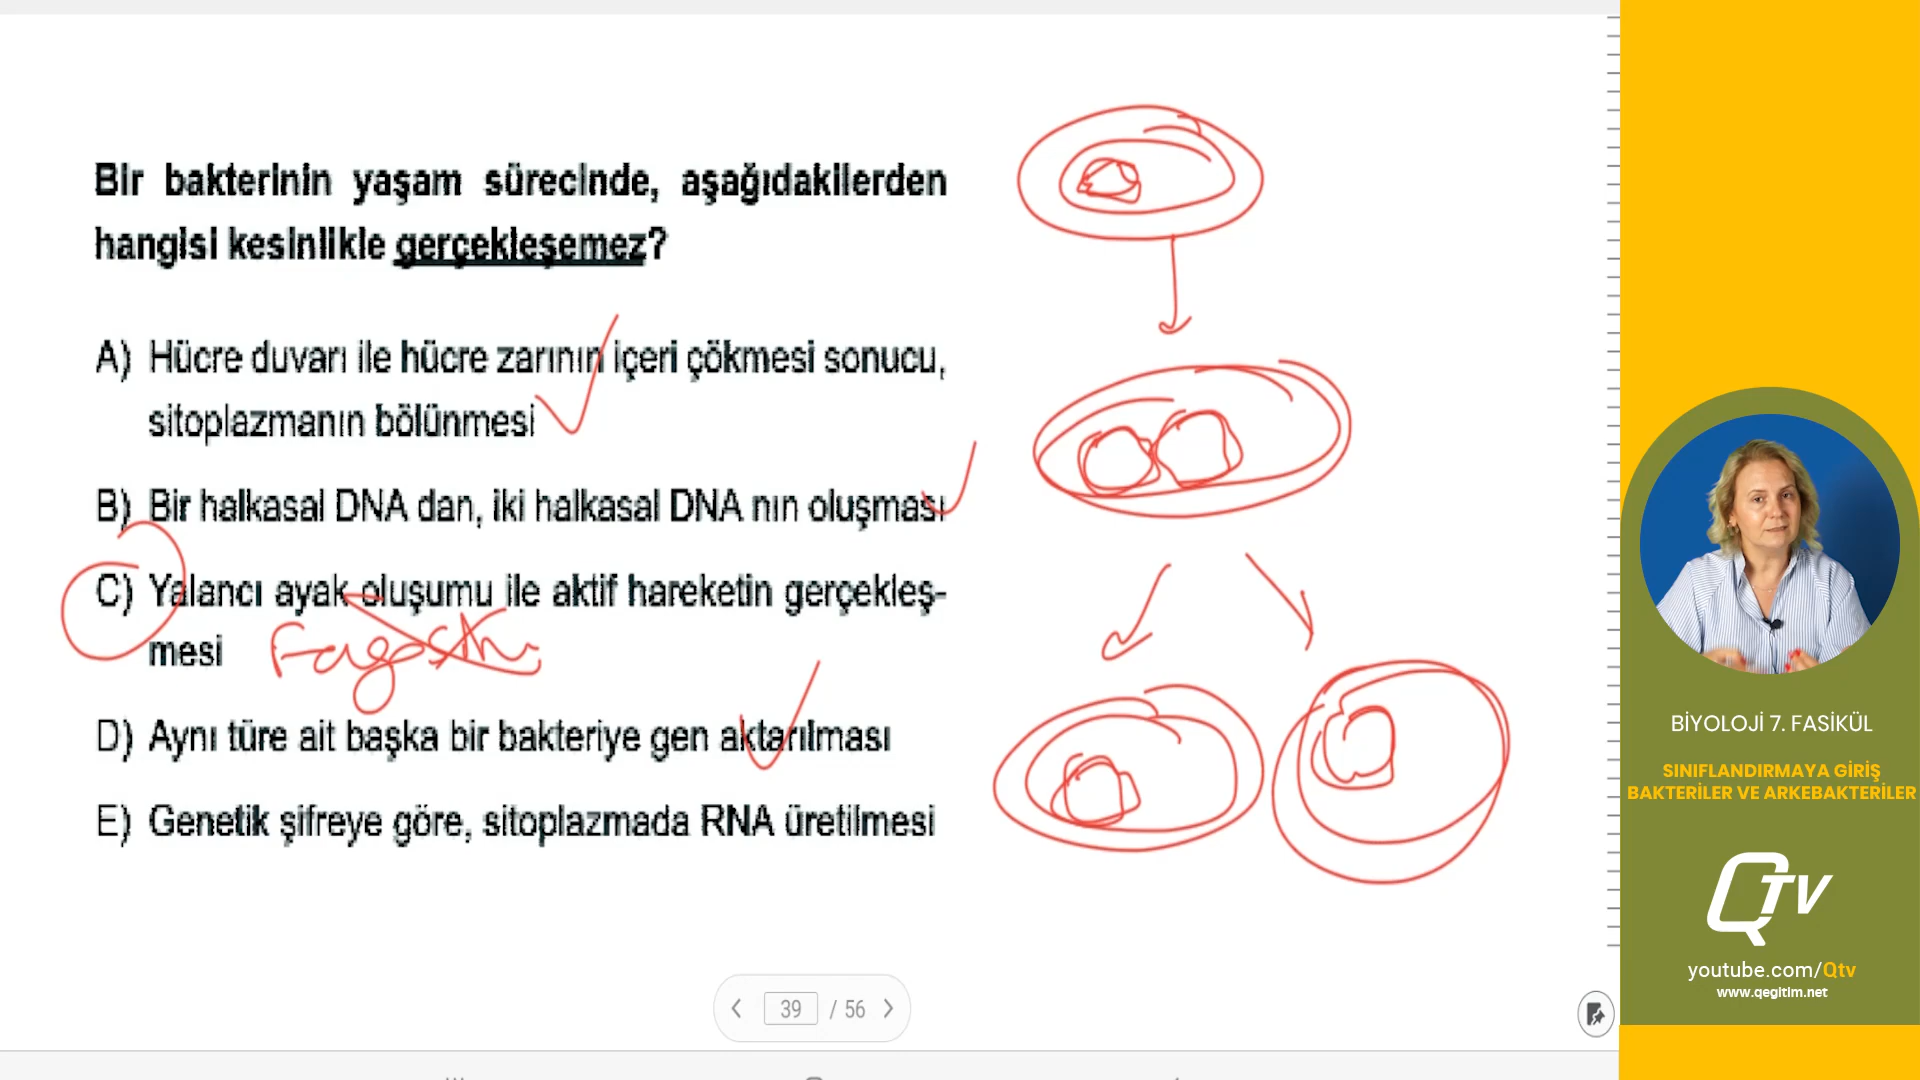 Bir bakterinin yaşam sürecinde, aşağıdakilerden
hangisi kesinlikle gerçekleşemez?
A) Hücre duvarı ile hücre zarının içeri çökmesi sonucu,
sitoplazmanın bölünmesi
B) Bir halkasal DNA dan, iki halkasal DNA nın oluşması
C) Yalancı ayak oluşumu ile aktif hareketin gerçekleş-
mesi
D) Aynı türe ait başka bir bakteriye gen aktarılması
E) Genetik şifreye göre, sitoplazmada RNA üretilmesi
39 / 56
BİYOLOJİ 7. FASİKÜL
SINIFLANDIRMAYA GİRİŞ
BAKTERİLER VE ARKEBAKTERİLER
QTV
youtube.com/Qtv
www.qegitim.net